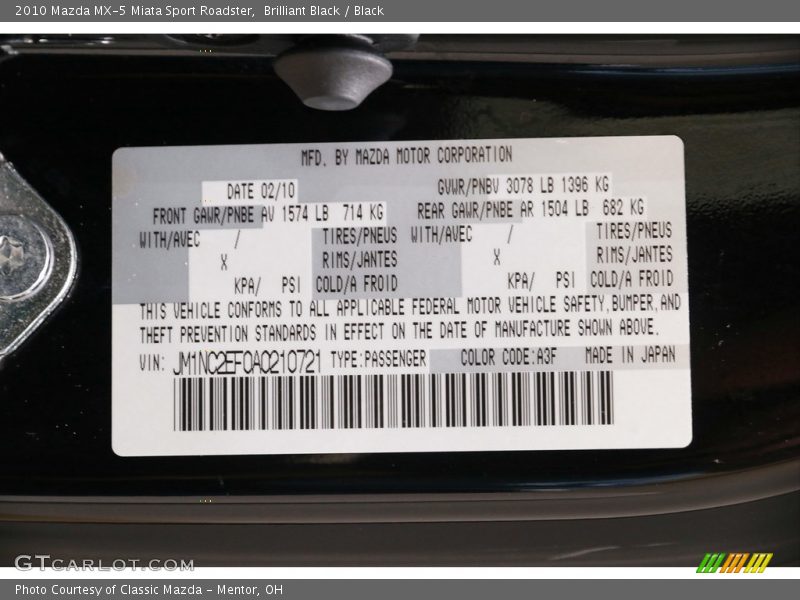 2010 Mazda MX-5 Miata Sport Roadster,  Brilliant Black / Black
MFD. BY MAZDA MOTOR CORPORATION
DATE 02/10 GVWR/PNBV 3078 LB 1396 KG
FRONT GAWR/PNBE AV 1574 LB 714 KG REAR GAWR/PNBE AR 1504 LB 682 KG
WITH/AVEC / TIRES/PNEUS WITH/AVEC / TIRES/PNEUS
X RIMS/JANTES X RIMS/JANTES
KPA/ PSI COLD/A FROID KPA/ PSI COLD/A FROID
THIS VEHICLE CONFORMS TO ALL APPLICABLE FEDERAL MOTOR VEHICLE SAFETY,BUMPER,AND
THEFT PREVENTION STANDARDS IN EFFECT ON THE DATE OF MANUFACTURE SHOWN ABOVE.
VIN: JM1NC2EF0A0210721 TYPE:PASSENGER COLOR CODE:A3F MADE IN JAPAN
GTCARLOT.COM
Photo Courtesy of Classic Mazda - Mentor, OH